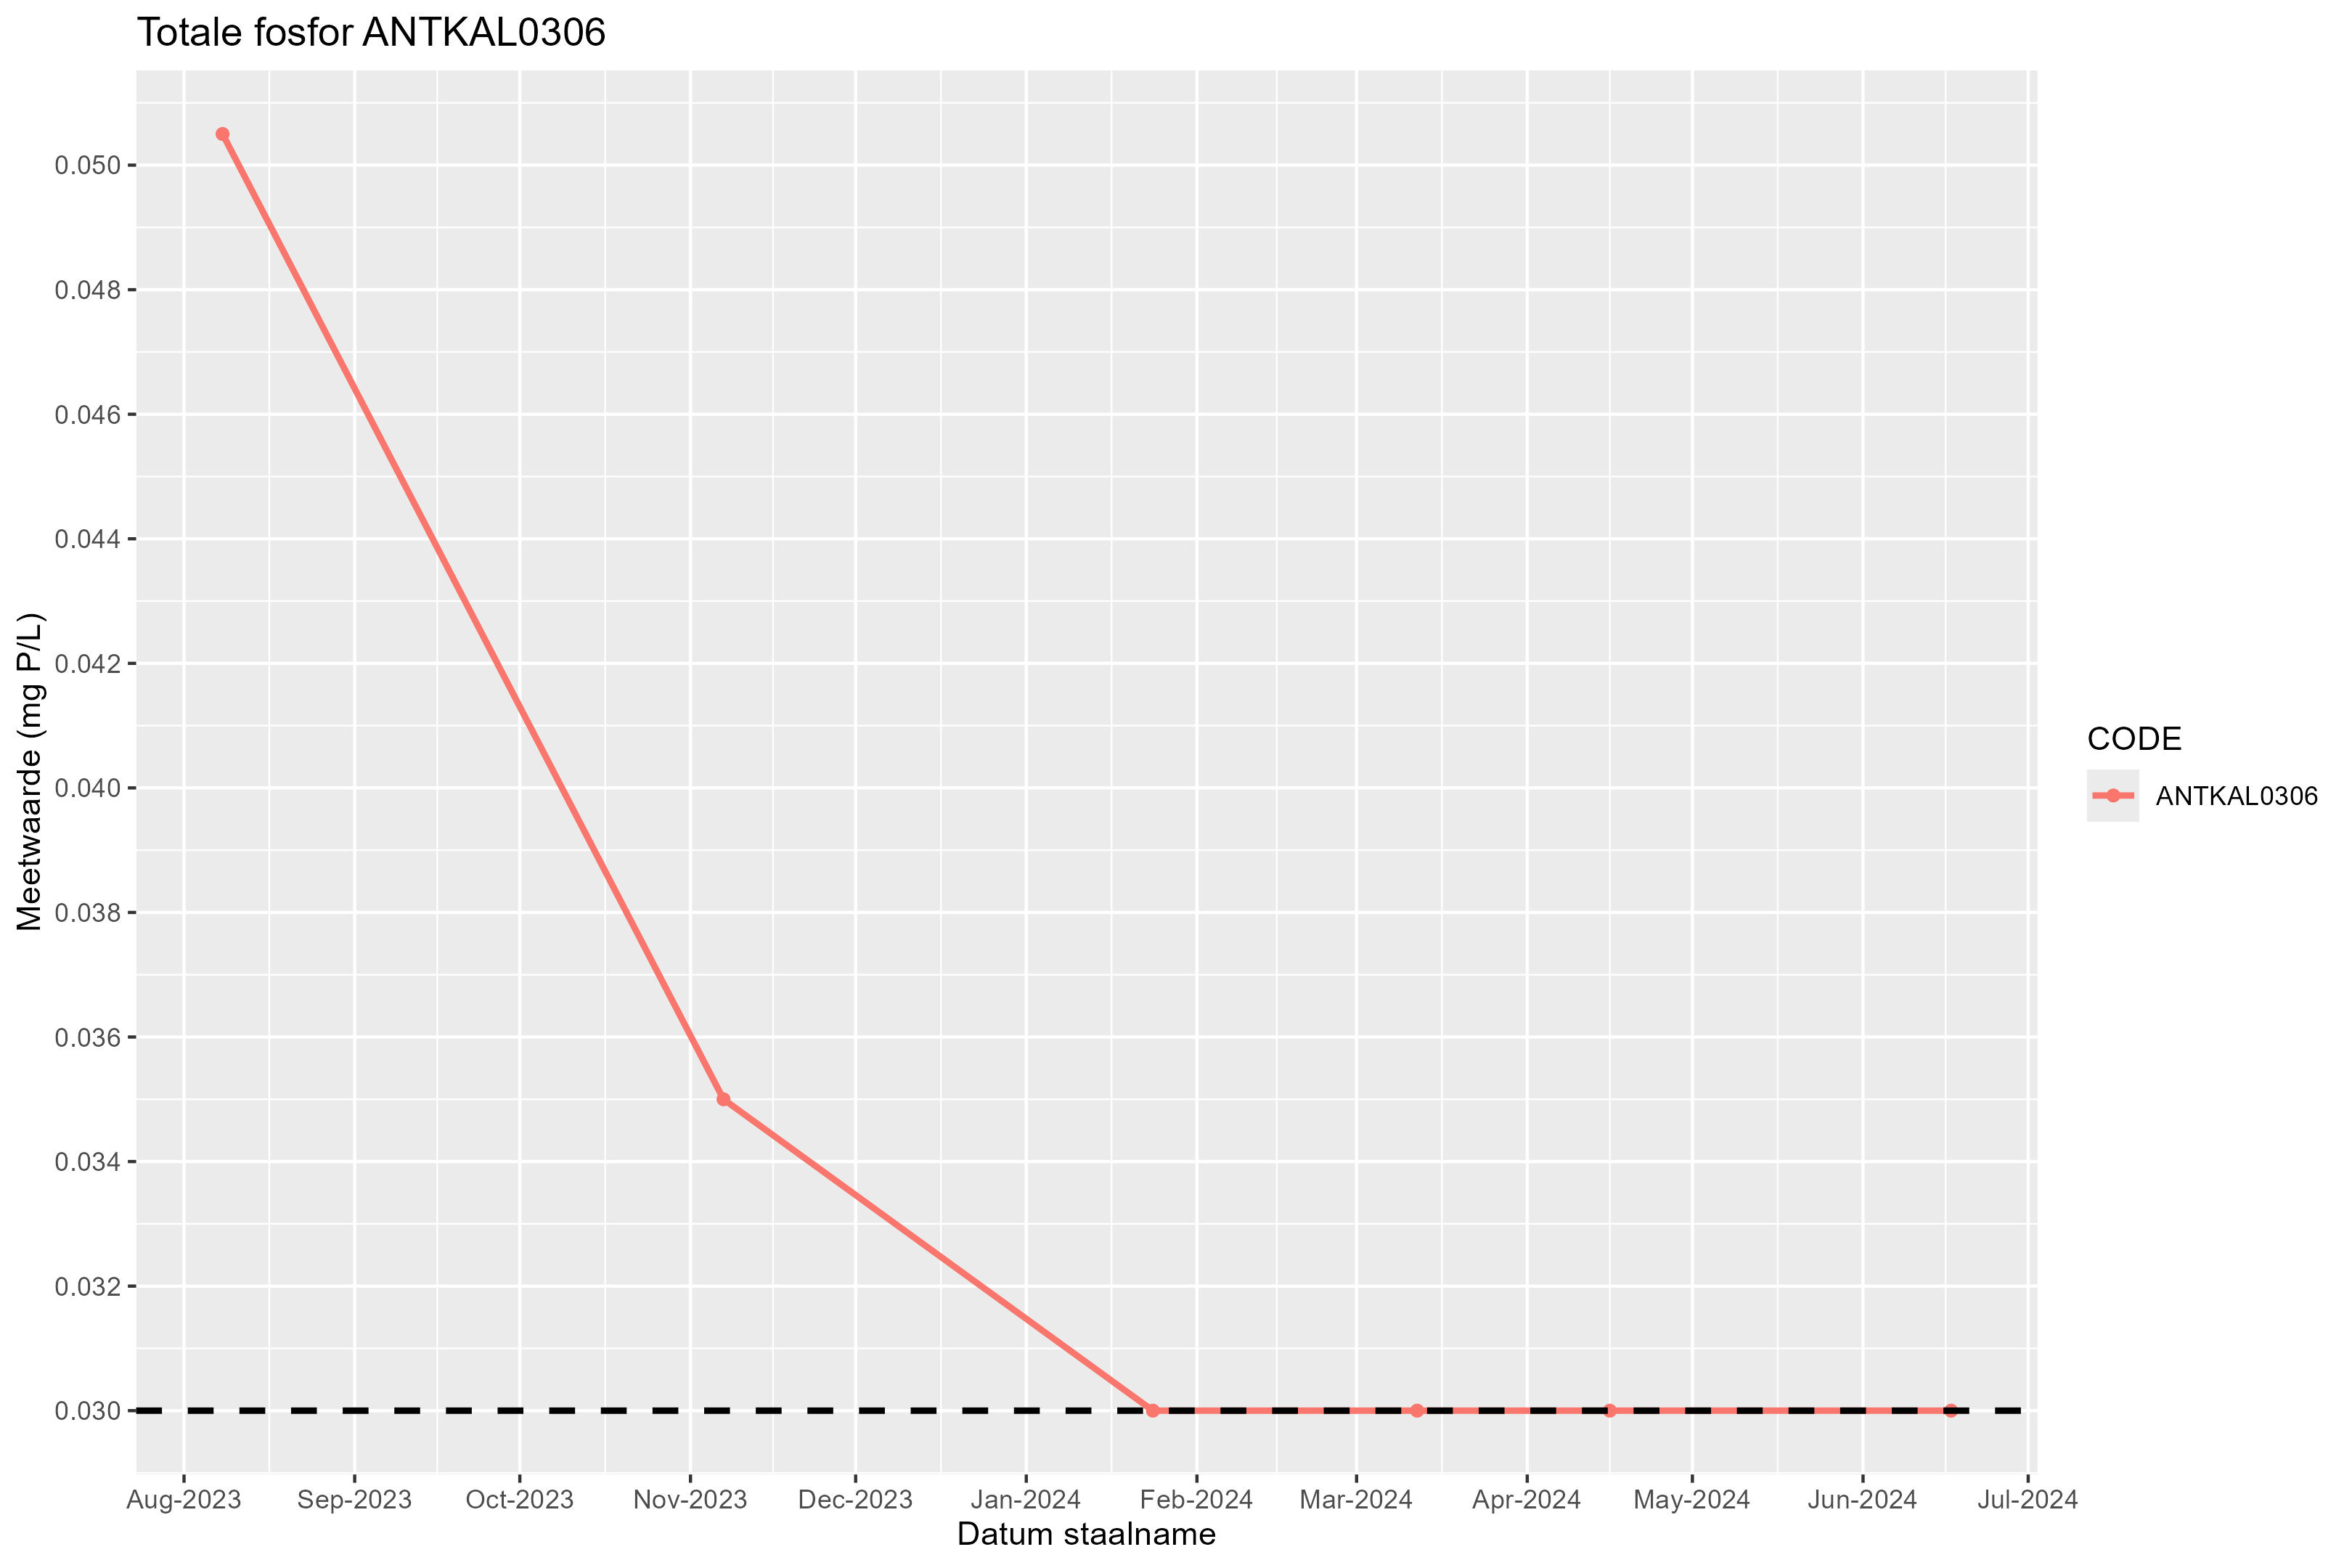 Totale fosfor ANTKAL0306
Meetwaarde (mg P/L)
0.050
0.048
0.046
0.044
0.042
0.040
0.038
0.036
0.034
0.032
0.030
Aug-2023 Sep-2023 Oct-2023 Nov-2023 Dec-2023 Jan-2024 Feb-2024 Mar-2024 Apr-2024 May-2024 Jun-2024 Jul-2024
Datum staalname
CODE
ANTKAL0306